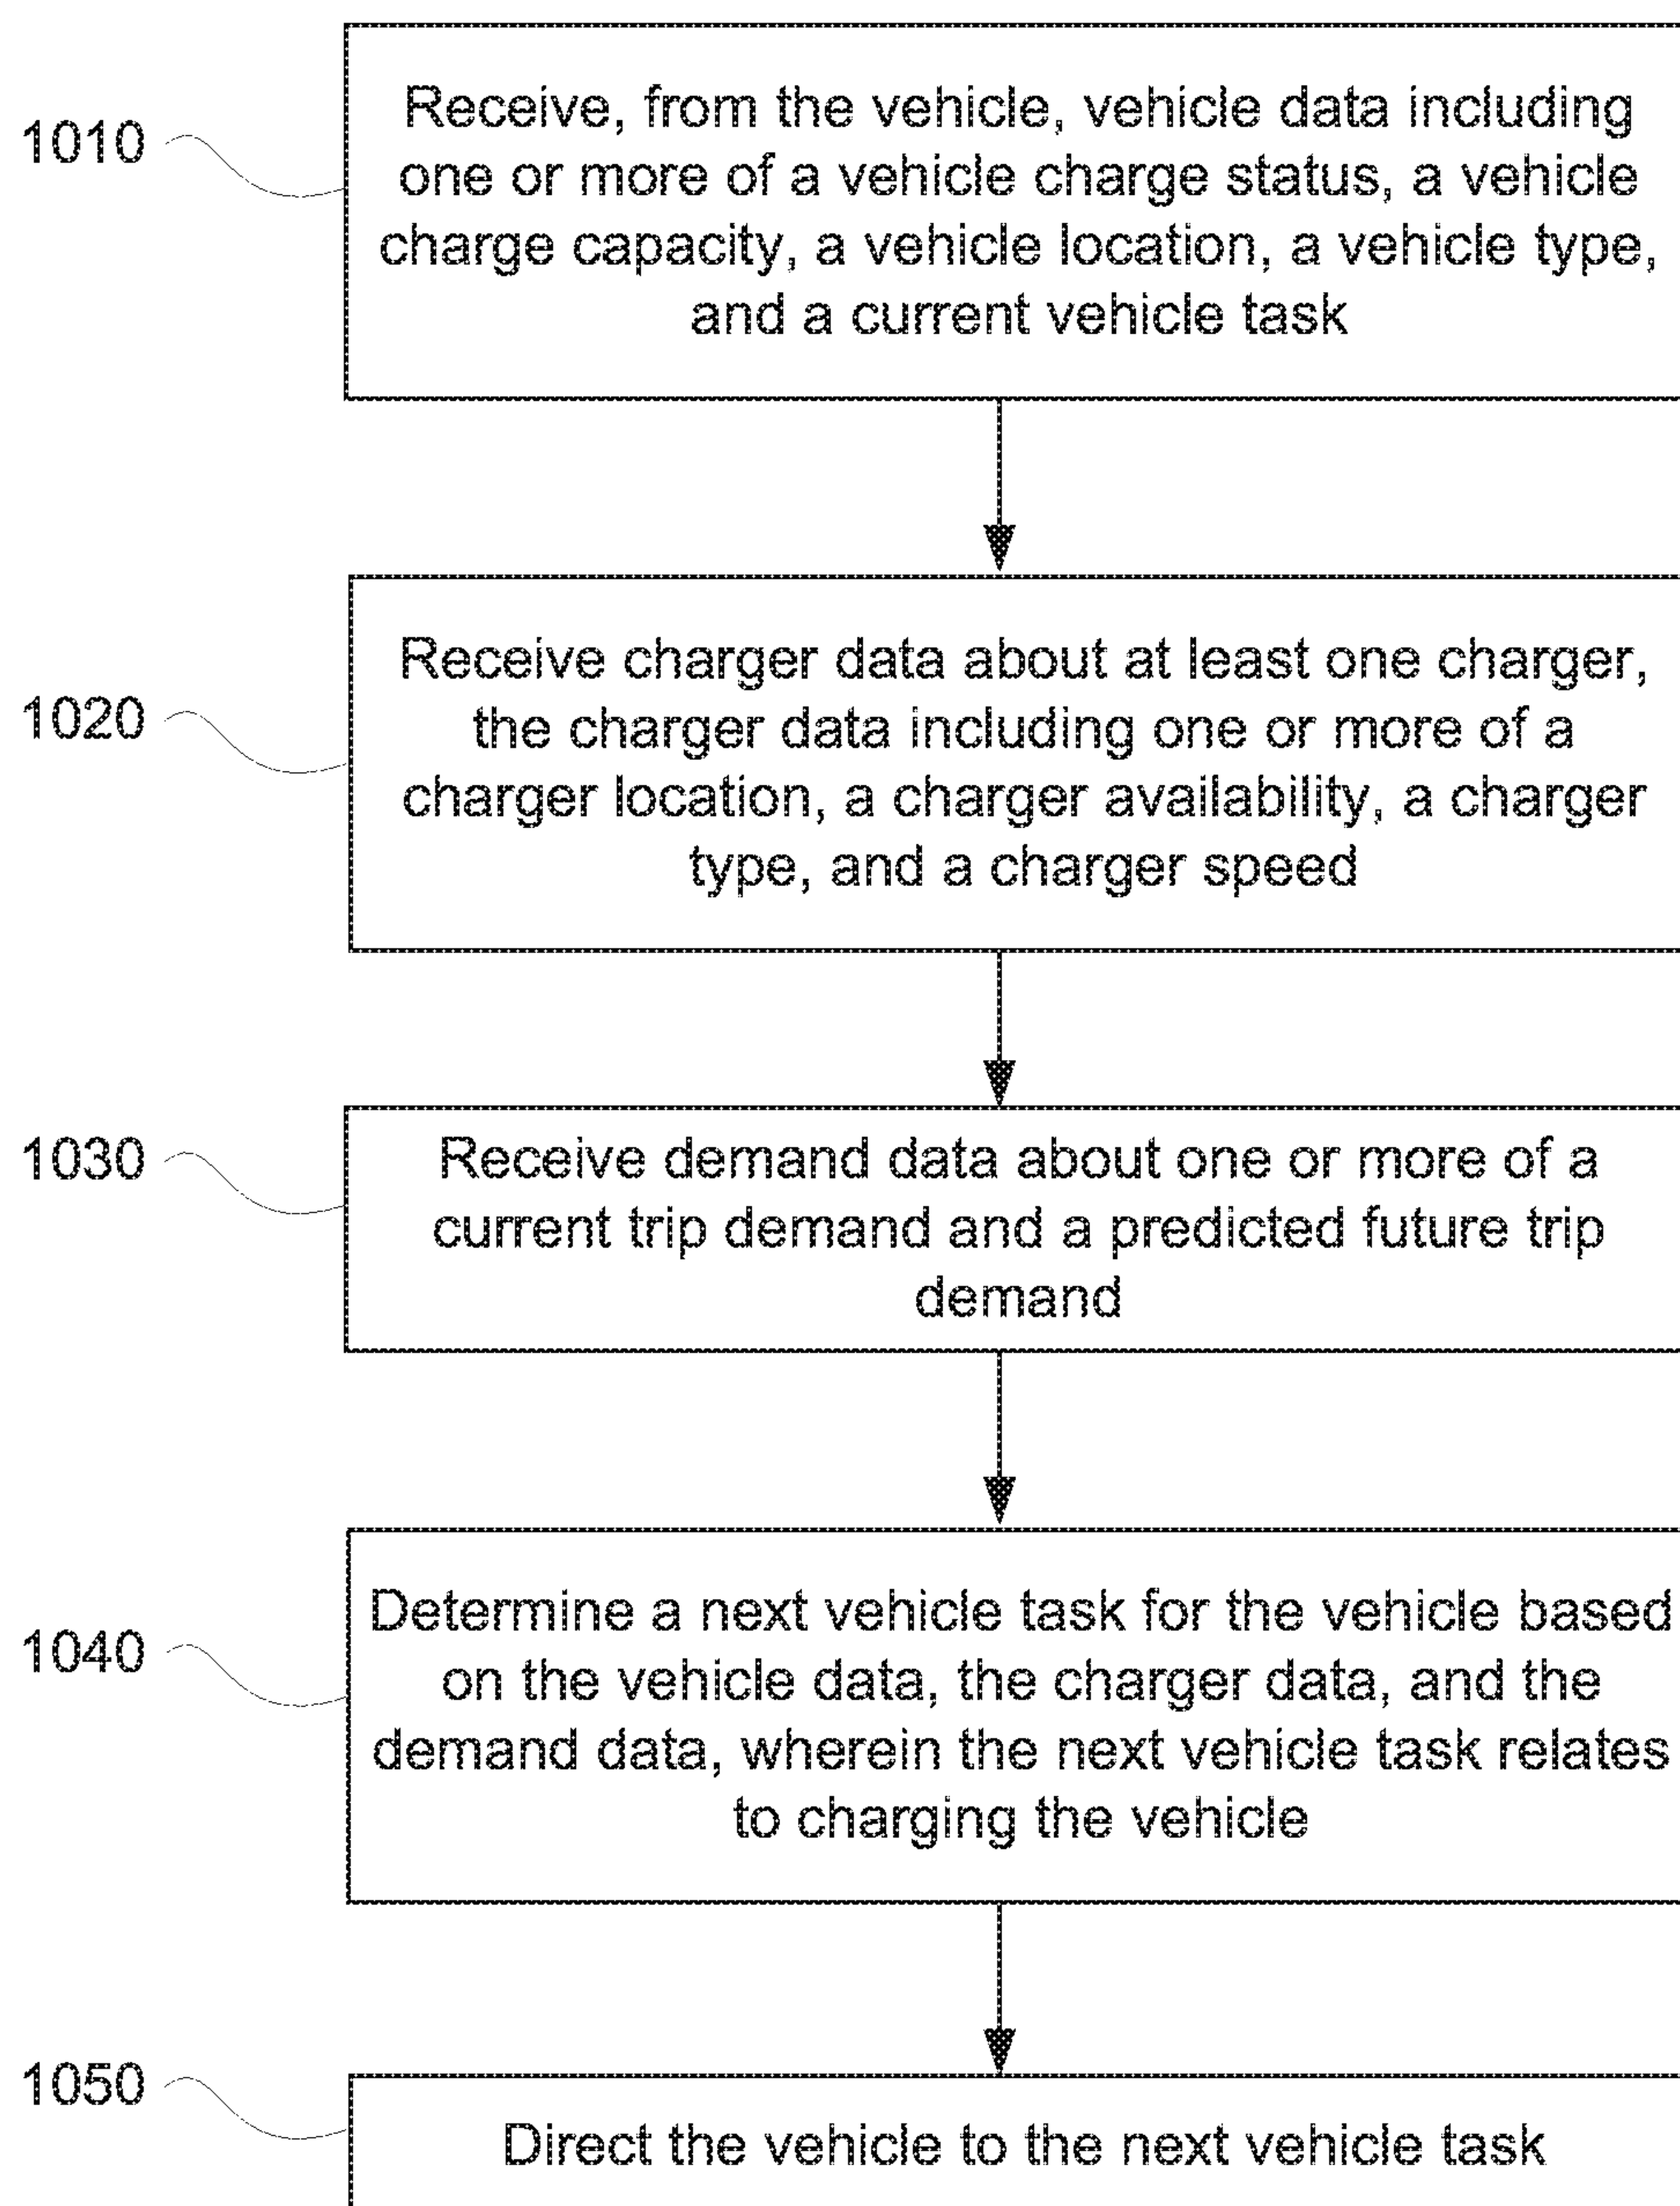 1010
Receive, from the vehicle, vehicle data including
one or more of a vehicle charge status, a vehicle
charge capacity, a vehicle location, a vehicle type,
and a current vehicle task
1020
Receive charger data about at least one charger,
the charger data including one or more of a
charger location, a charger availability, a charger
type, and a charger speed
1030
Receive demand data about one or more of a
current trip demand and a predicted future trip
demand
1040
Determine a next vehicle task for the vehicle based
on the vehicle data, the charger data, and the
demand data, wherein the next vehicle task relates
to charging the vehicle
1050
Direct the vehicle to the next vehicle task